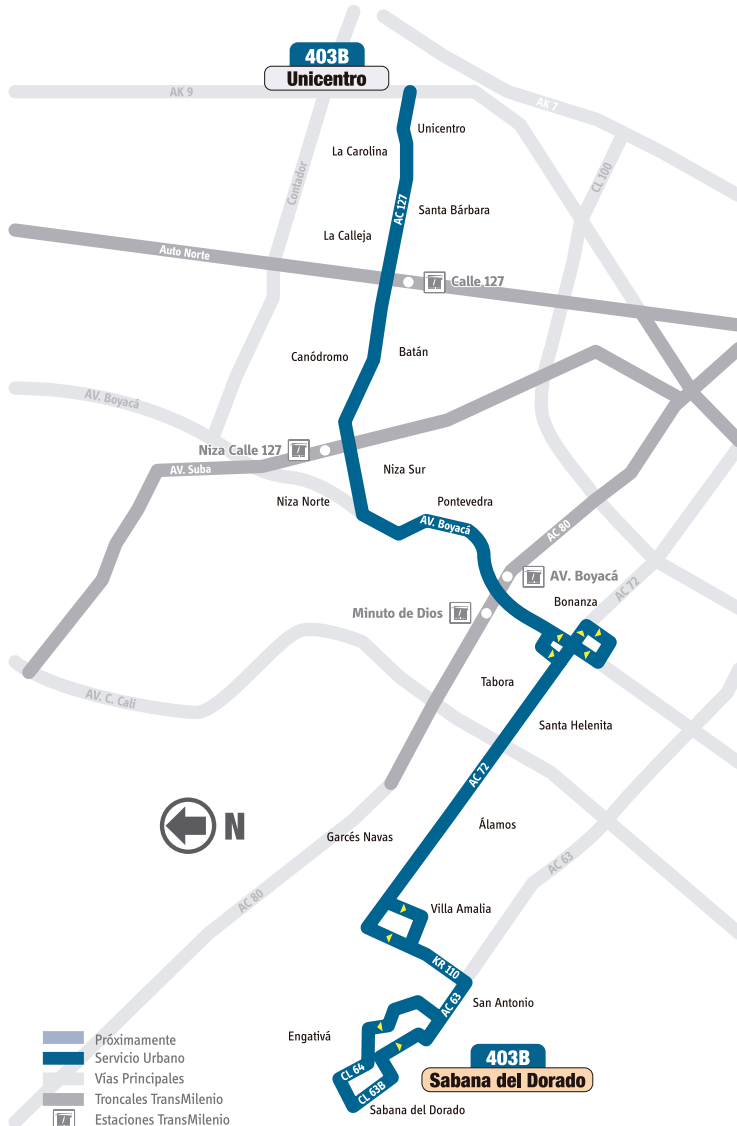 403B
Unicentro
AK 9
AK 7
Unicentro
La Carolina
Contador
CL 100
AC 127
Santa Bárbara
La Calleja
Auto Norte
Calle 127
Canódromo
Batán
AV. Boyacá
Niza Calle 127
AV. Suba
Niza Sur
Niza Norte
Pontevedra
AV. Boyacá
AC 80
AV. Boyacá
AC 72
Bonanza
Minuto de Dios
Tabora
AV. C. Cali
Santa Helenita
AC 72
N
Garcés Navas
Álamos
AC 63
AC 80
Villa Amalia
KR 110
AC 63
San Antonio
Engativá
CL 64
CL 63B
403B
Sabana del Dorado
Sabana del Dorado
Próximamente
Servicio Urbano
Vías Principales
Troncales TransMilenio
Estaciones TransMilenio